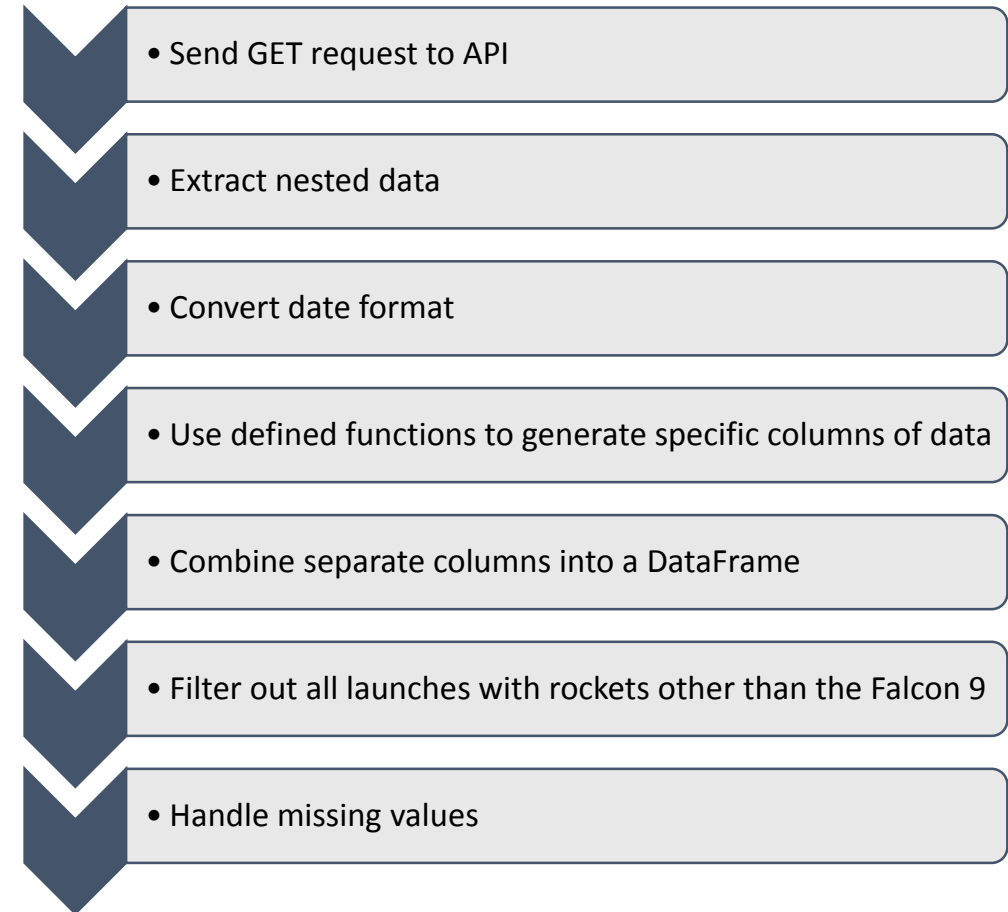 • Send GET request to API
• Extract nested data
• Convert date format
• Use defined functions to generate specific columns of data
• Combine separate columns into a DataFrame
• Filter out all launches with rockets other than the Falcon 9
• Handle missing values